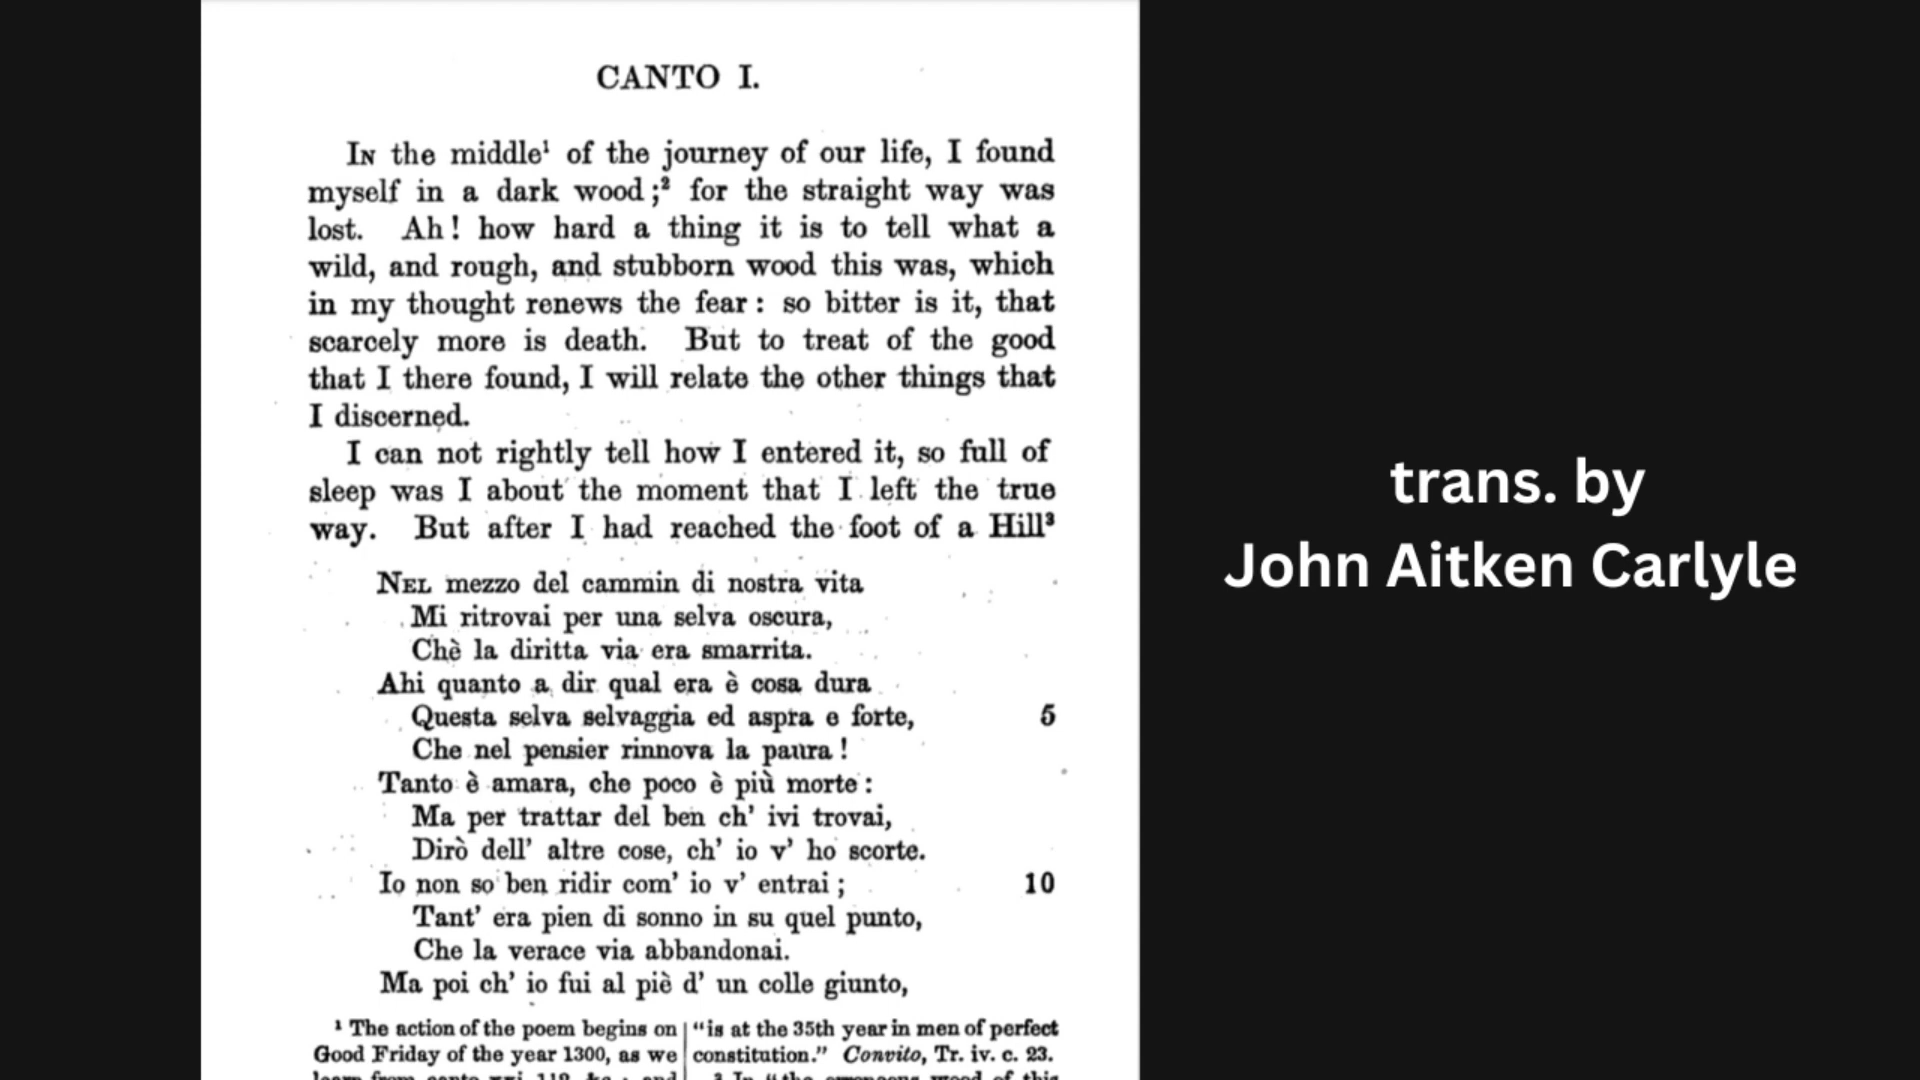 CANTO I.
IN the middle¹ of the journey of our life, I found
myself in a dark wood;² for the straight way was
lost. Ah! how hard a thing it is to tell what a
wild, and rough, and stubborn wood this was, which
in my thought renews the fear: so bitter is it, that
scarcely more is death. But to treat of the good
that I there found, I will relate the other things that
I discerned.
I can not rightly tell how I entered it, so full of
sleep was I about the moment that I left the true
way. But after I had reached the foot of a Hill³
NEL mezzo del cammin di nostra vita
Mi ritrovai per una selva oscura,
Chè la diritta via era smarrita.
Ahi quanto a dir qual era è cosa dura
Questa selva selvaggia ed aspra e forte, 5
Che nel pensier rinnova la paura!
Tanto è amara, che poco è più morte:
Ma per trattar del ben ch' ivi trovai,
Dirò dell' altre cose, ch' io v' ho scorte.
Io non so ben ridir com' io v' entrai; 10
Tant' era pien di sonno in su quel punto,
Che la verace via abbandonai.
Ma poi ch' io fui al piè d' un colle giunto,
¹ The action of the poem begins on
Good Friday of the year 1300, as we
"is at the 35th year in men of perfect
constitution." Convito, Tr. iv. c. 23.
trans. by
John Aitken Carlyle